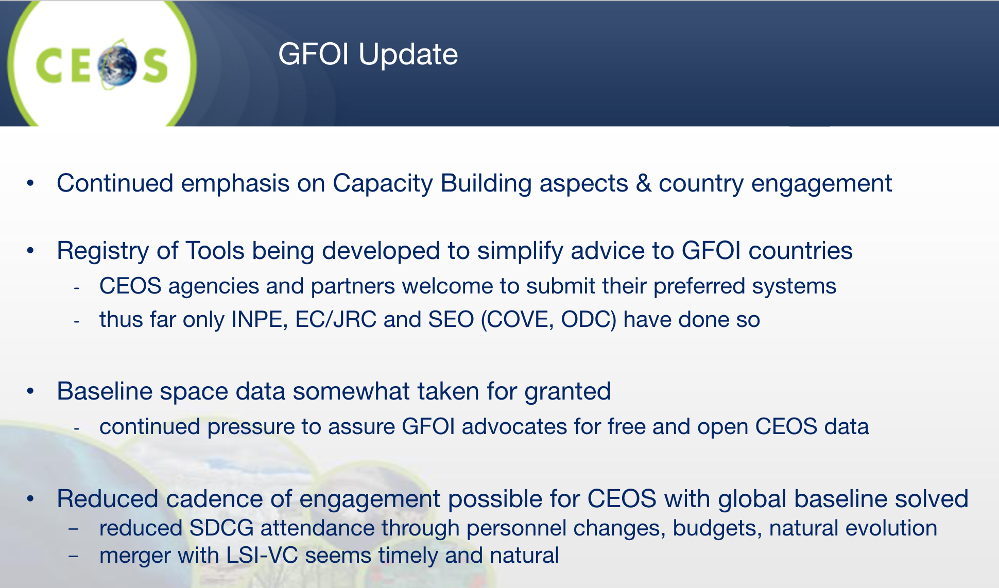 CEOS
GFOI Update
• Continued emphasis on Capacity Building aspects & country engagement
• Registry of Tools being developed to simplify advice to GFOI countries
- CEOS agencies and partners welcome to submit their preferred systems
- thus far only INPE, EC/JRC and SEO (COVE, ODC) have done so
• Baseline space data somewhat taken for granted
- continued pressure to assure GFOI advocates for free and open CEOS data
• Reduced cadence of engagement possible for CEOS with global baseline solved
– reduced SDCG attendance through personnel changes, budgets, natural evolution
– merger with LSI-VC seems timely and natural